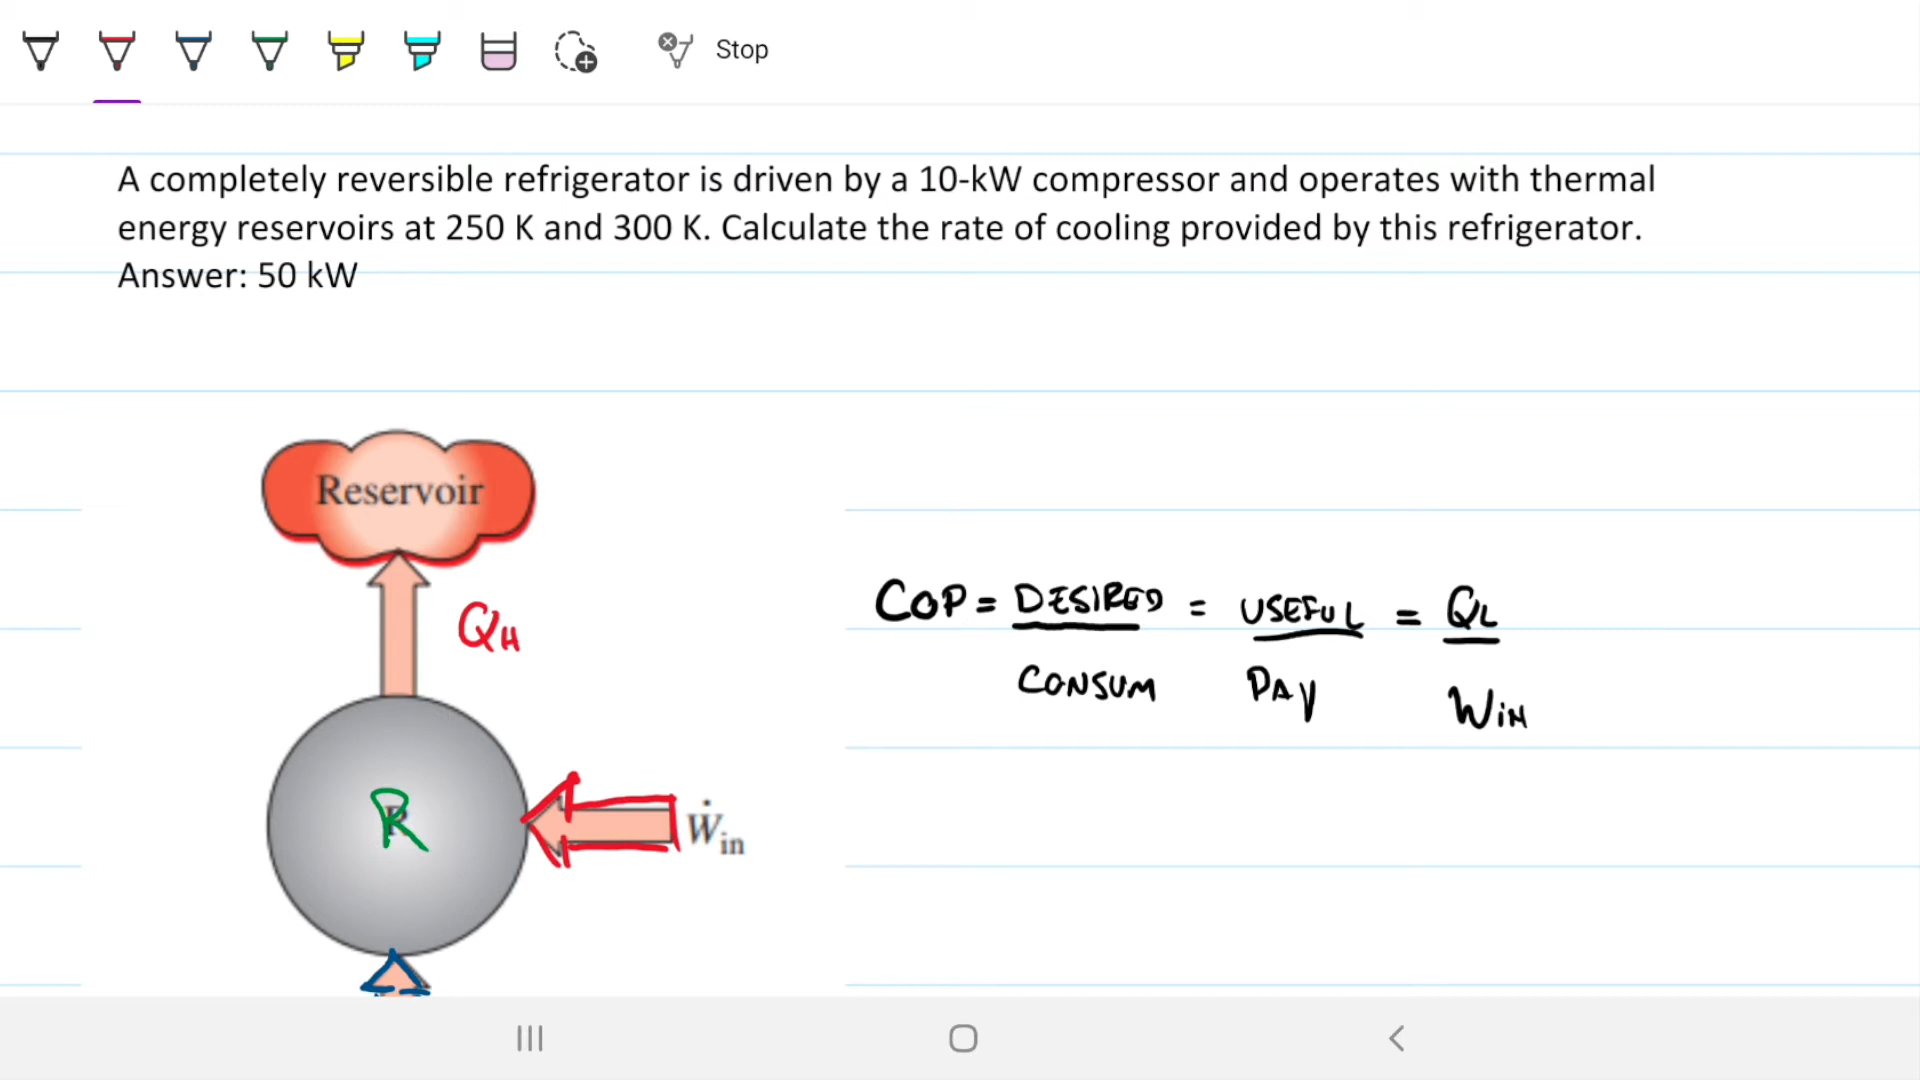 Stop
A completely reversible refrigerator is driven by a 10-kW compressor and operates with thermal
energy reservoirs at 250 K and 300 K. Calculate the rate of cooling provided by this refrigerator.
Answer: 50 kW
Reservoir
QH
COP = DESIRED = USEFUL = QL
CONSUM PAY WiN
R
Ẇin